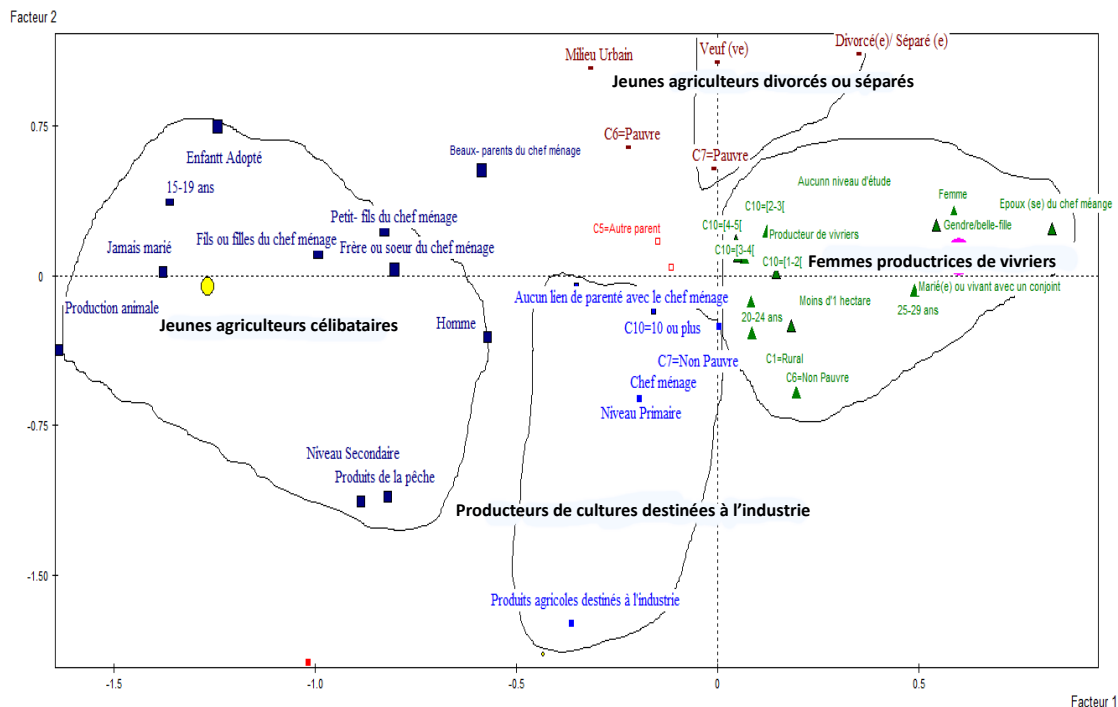 Facteur 2
Milieu Urbain
Veuf (ve)
Divorcé(e)/ Séparé (e)
Jeunes agriculteurs divorcés ou séparés
0.75
C6=Pauvre
Enfantt Adopté
Beaux- parents du chef ménage
C7=Pauvre
Aucunn niveau d'étude
15-19 ans
Femme
Epoux (se) du chef méange
Petit- fils du chef ménage
C10=[2-3[
Gendre/belle-fille
C5=Autre parent
C10=[4-5[
Producteur de vivriers
Jamais marié
Fils ou filles du chef ménage
Frère ou soeur du chef ménage
C10=[3-4[
C10=[1-2[
Femmes productrices de vivriers
0
Marié(e) ou vivant avec un conjoint
Production animale
Aucun lien de parenté avec le chef ménage
Moins d'1 hectare
25-29 ans
Jeunes agriculteurs célibataires
Homme
C10=10 ou plus
20-24 ans
C7=Non Pauvre
C1=Rural
Chef ménage
C6=Non Pauvre
Niveau Primaire
-0.75
Niveau Secondaire
Produits de la pêche
Producteurs de cultures destinées à l'industrie
-1.50
Produits agricoles destinés à l'industrie
-1.5
-1.0
-0.5
0
0.5
Facteur 1